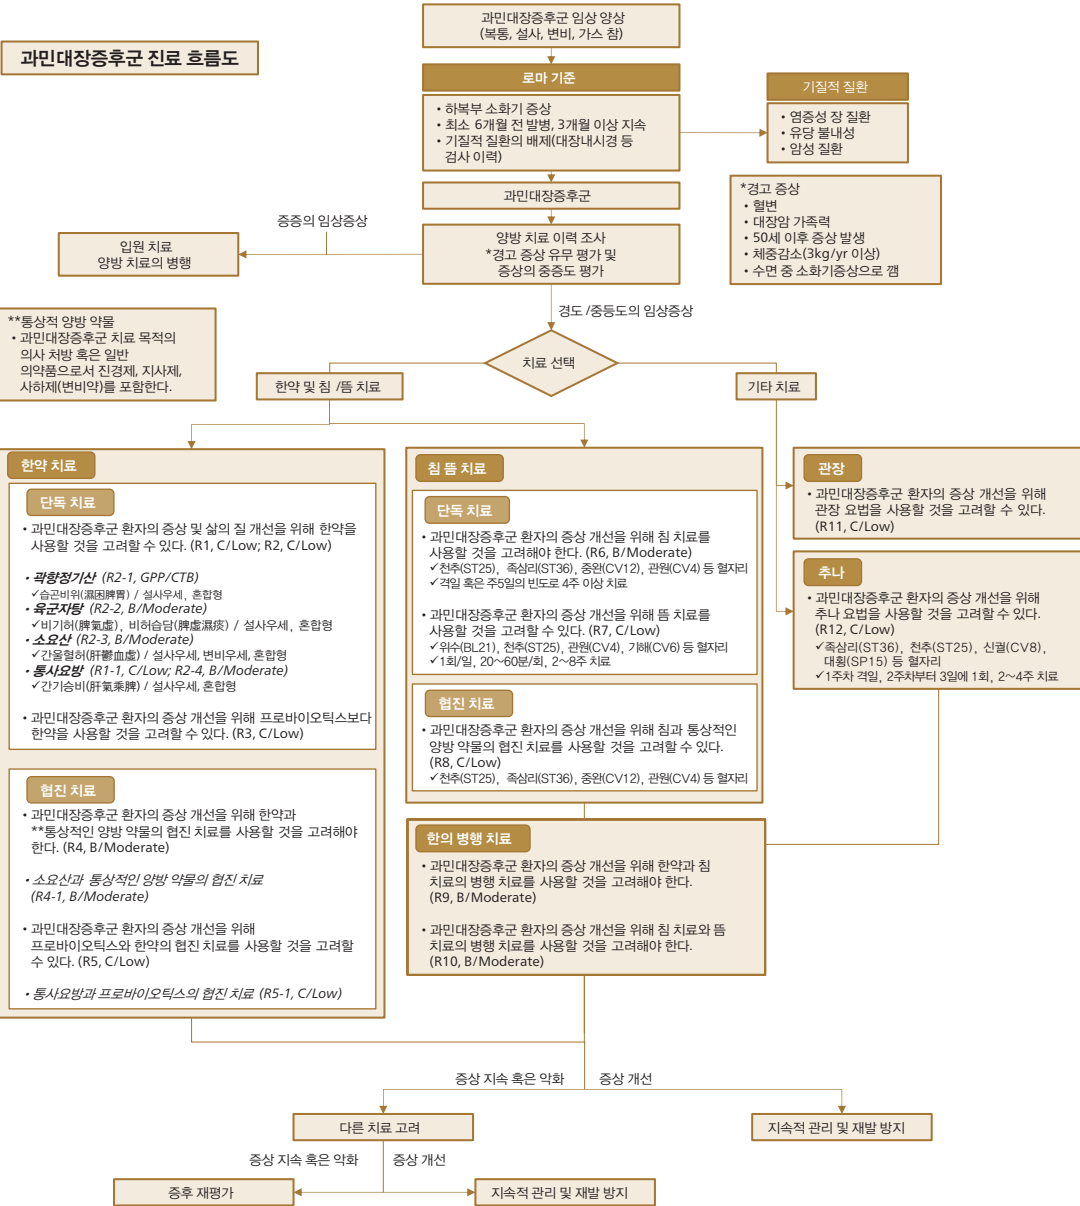 과민대장증후군 진료 흐름도
과민대장증후군 임상 양상
(복통, 설사, 변비, 가스 참)
로마 기준
• 하복부 소화기 증상
• 최소 6개월 전 발병, 3개월 이상 지속
• 기질적 질환의 배제(대장내시경 등
검사 이력)
기질적 질환
• 염증성 장 질환
• 유당 불내성
• 암성 질환
과민대장증후군
*경고 증상
• 혈변
• 대장암 가족력
• 50세 이후 증상 발생
• 체중감소(3kg/yr 이상)
• 수면 중 소화기증상으로 깸
증증의 임상증상
입원 치료
양방 치료의 병행
양방 치료 이력 조사
*경고 증상 유무 평가 및
증상의 중증도 평가
경도 /중등도의 임상증상
**통상적 양방 약물
• 과민대장증후군 치료 목적의
의사 처방 혹은 일반
의약품으로서 진경제, 지사제,
사하제(변비약)를 포함한다.
치료 선택
한약 및 침 /뜸 치료
기타 치료
한약 치료
단독 치료
• 과민대장증후군 환자의 증상 및 삶의 질 개선을 위해 한약을
사용할 것을 고려할 수 있다. (R1, C/Low; R2, C/Low)
• 곽향정기산 (R2-1, GPP/CTB)
✓습곤비위(濕困脾胃) / 설사우세, 혼합형
• 육군자탕 (R2-2, B/Moderate)
✓비기허(脾氣虛), 비허습담(脾虛濕痰) / 설사우세, 혼합형
• 소요산 (R2-3, B/Moderate)
✓간울혈허(肝鬱血虛) / 설사우세, 변비우세, 혼합형
• 통사요방 (R1-1, C/Low; R2-4, B/Moderate)
✓간기승비(肝氣乘脾) / 설사우세, 혼합형
• 과민대장증후군 환자의 증상 개선을 위해 프로바이오틱스보다
한약을 사용할 것을 고려할 수 있다. (R3, C/Low)
협진 치료
• 과민대장증후군 환자의 증상 개선을 위해 한약과
**통상적인 양방 약물의 협진 치료를 사용할 것을 고려해야
한다. (R4, B/Moderate)
• 소요산과 통상적인 양방 약물의 협진 치료
(R4-1, B/Moderate)
• 과민대장증후군 환자의 증상 개선을 위해
프로바이오틱스와 한약의 협진 치료를 사용할 것을 고려할
수 있다. (R5, C/Low)
• 통사요방과 프로바이오틱스의 협진 치료 (R5-1, C/Low)
침 뜸 치료
단독 치료
• 과민대장증후군 환자의 증상 개선을 위해 침 치료를
사용할 것을 고려해야 한다. (R6, B/Moderate)
✓천추(ST25), 족삼리(ST36), 중완(CV12), 관원(CV4) 등 혈자리
✓격일 혹은 주5일의 빈도로 4주 이상 치료
• 과민대장증후군 환자의 증상 개선을 위해 뜸 치료를
사용할 것을 고려할 수 있다. (R7, C/Low)
✓위수(BL21), 천추(ST25), 관원(CV4), 기해(CV6) 등 혈자리
✓1회/일, 20～60분/회, 2～8주 치료
협진 치료
• 과민대장증후군 환자의 증상 개선을 위해 침과 통상적인
양방 약물의 협진 치료를 사용할 것을 고려할 수 있다.
(R8, C/Low)
✓천추(ST25), 족삼리(ST36), 중완(CV12), 관원(CV4) 등 혈자리
한의 병행 치료
• 과민대장증후군 환자의 증상 개선을 위해 한약과 침
치료의 병행 치료를 사용할 것을 고려해야 한다.
(R9, B/Moderate)
• 과민대장증후군 환자의 증상 개선을 위해 침 치료와 뜸
치료의 병행 치료를 사용할 것을 고려해야 한다.
(R10, B/Moderate)
관장
• 과민대장증후군 환자의 증상 개선을 위해
관장 요법을 사용할 것을 고려할 수 있다.
(R11, C/Low)
추나
• 과민대장증후군 환자의 증상 개선을 위해
추나 요법을 사용할 것을 고려할 수 있다.
(R12, C/Low)
✓족삼리(ST36), 천추(ST25), 신궐(CV8),
대횡(SP15) 등 혈자리
✓1주차 격일, 2주차부터 3일에 1회, 2～4주 치료
증상 지속 혹은 악화
증상 개선
다른 치료 고려
지속적 관리 및 재발 방지
증상 지속 혹은 악화
증상 개선
증후 재평가
지속적 관리 및 재발 방지